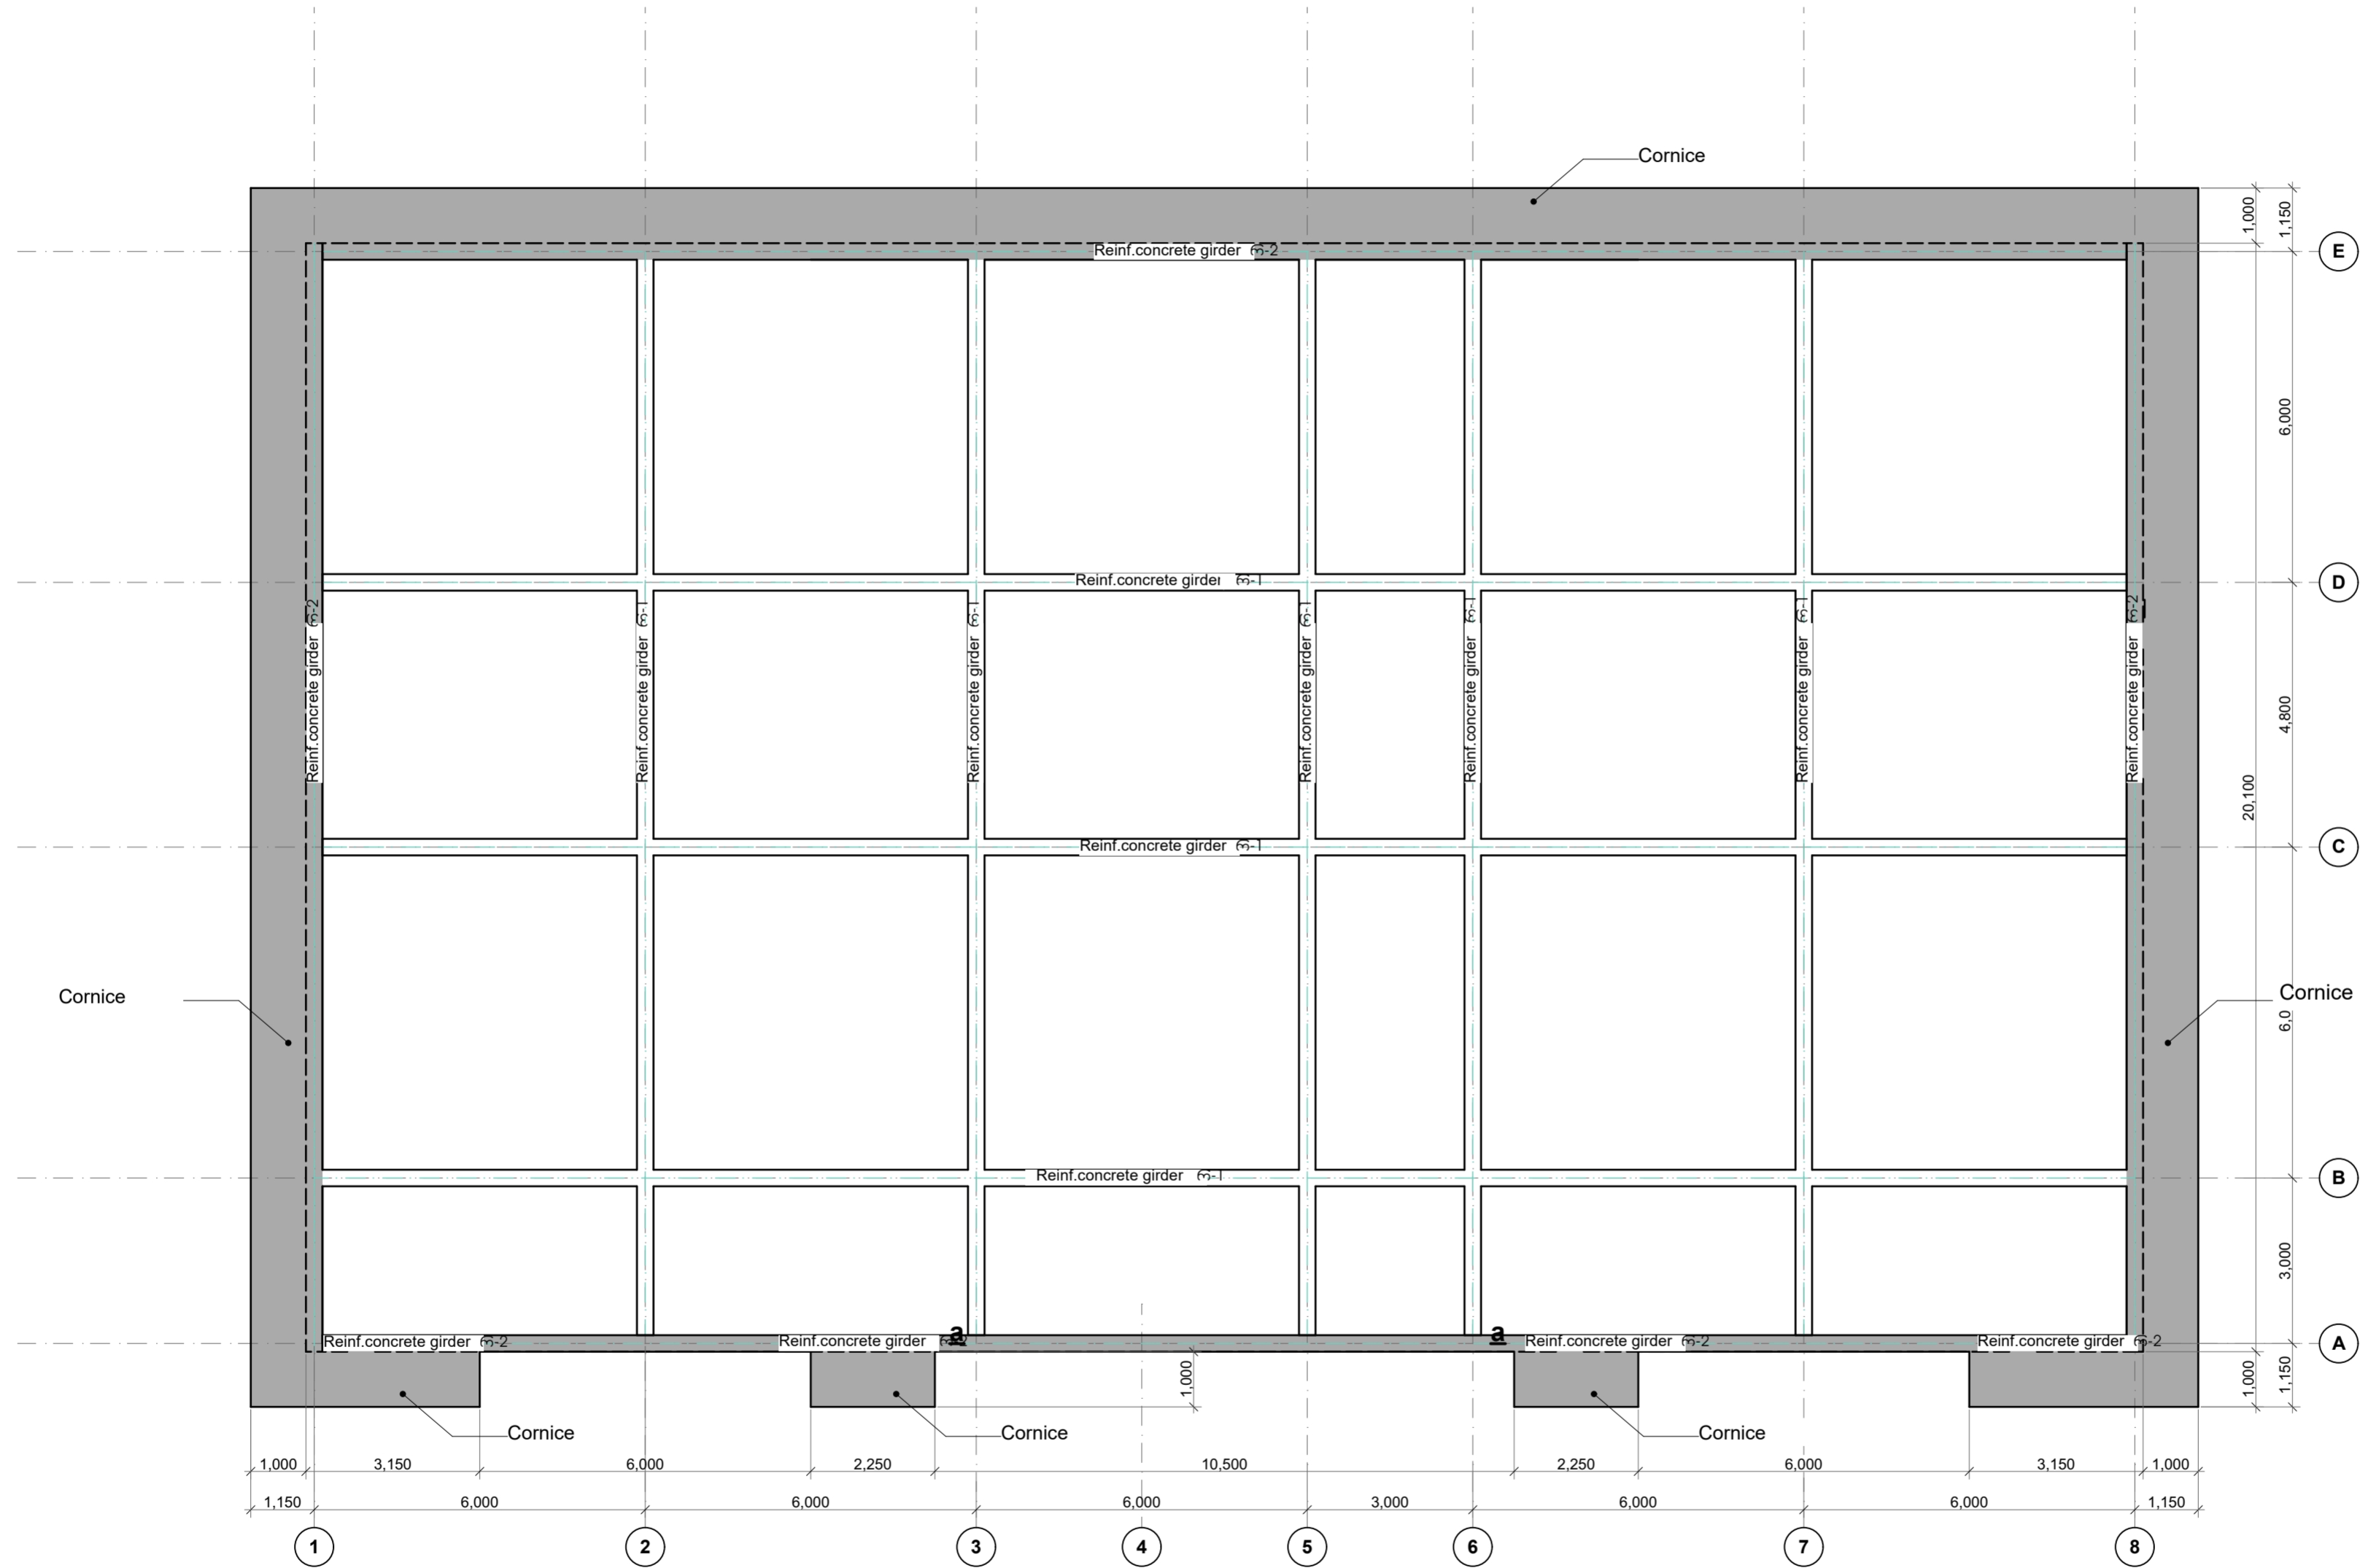 Cornice
1,000
1,150
Reinf.concrete girder
E
6,000
Reinf.concrete girder
D
Reinf.concrete girder
Reinf.concrete girder
Reinf.concrete girder
Reinf.concrete girder
Reinf.concrete girder
Reinf.concrete girder
Reinf.concrete girder
4,800
20,100
Reinf.concrete girder
C
Cornice
Cornice
6,0
Reinf.concrete girder
B
3,000
a
a
Reinf.concrete girder
Reinf.concrete girder
Reinf.concrete girder
Reinf.concrete girder
A
1,000
1,000
1,150
Cornice
Cornice
Cornice
1,000 3,150 6,000 2,250 10,500 2,250 6,000 3,150 1,000
1,150 6,000 6,000 6,000 3,000 6,000 6,000 1,150
1 2 3 4 5 6 7 8